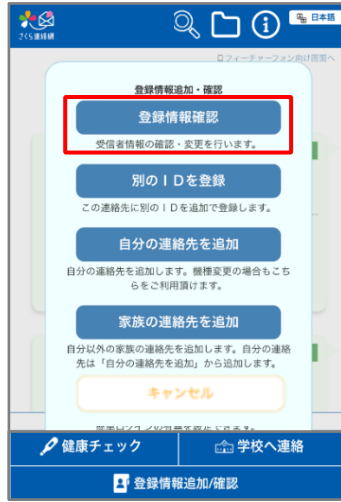 さくら連絡網
日本語
フィーチャーフォン向け画面へ
登録情報追加・確認
登録情報確認
受信者情報の確認・変更を行います。
別のＩＤを登録
この連絡先に別のＩＤを追加で登録します。
自分の連絡先を追加
自分の連絡先を追加します。機種変更の場合もこち
らをご利用頂けます。
家族の連絡先を追加
自分以外の家族の連絡先を追加します。自分の連絡
先は「自分の連絡先を追加」から追加します。
キャンセル
健康チェック
学校へ連絡
登録情報追加/確認